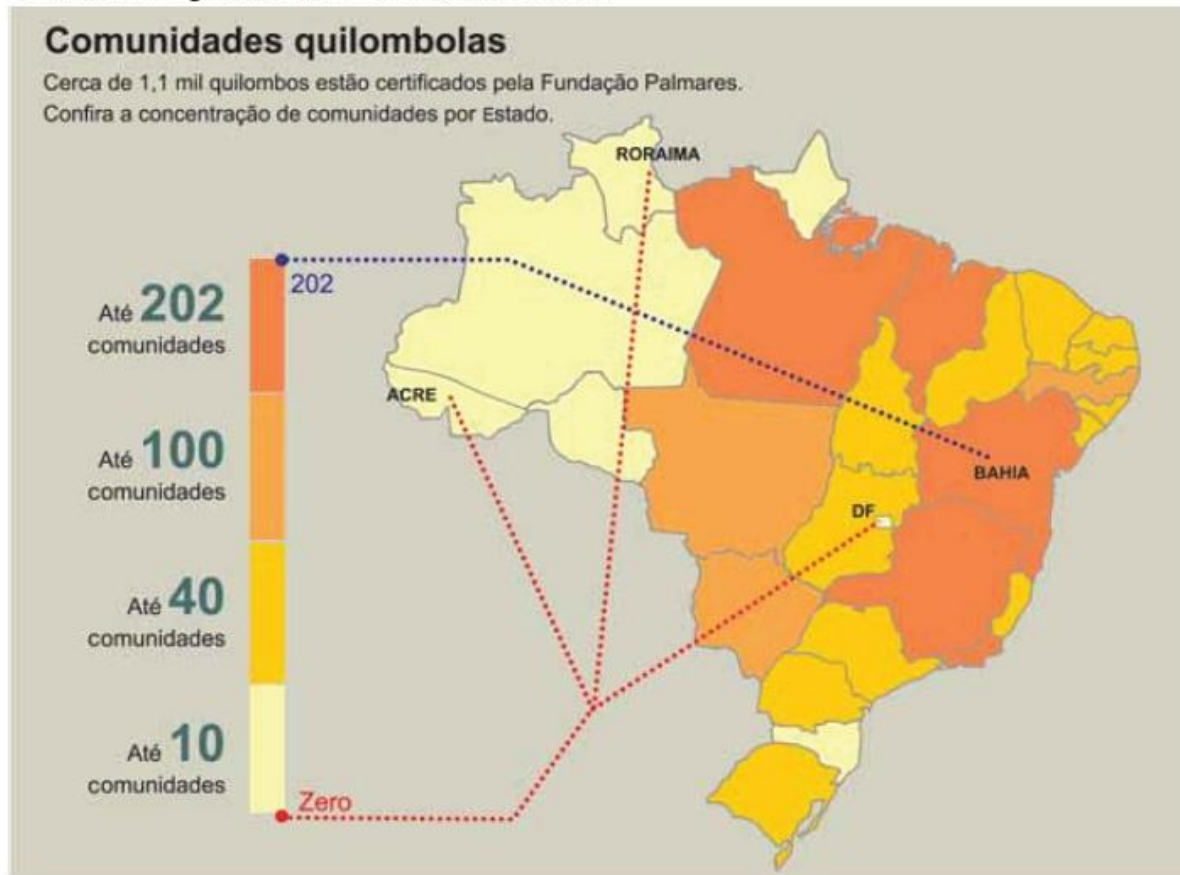 Comunidades quilombolas
Cerca de 1,1 mil quilombos estão certificados pela Fundação Palmares.
Confira a concentração de comunidades por Estado.
RORAIMA
202
Até 202
comunidades
ACRE
Até 100
comunidades
BAHIA
DF
Até 40
comunidades
Até 10
comunidades
Zero